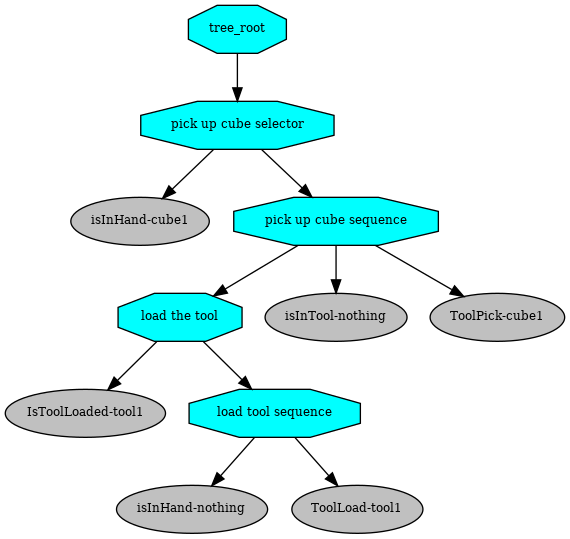 tree_root
pick up cube selector
isInHand-cube1
pick up cube sequence
load the tool
isInTool-nothing
ToolPick-cube1
IsToolLoaded-tool1
load tool sequence
isInHand-nothing
ToolLoad-tool1